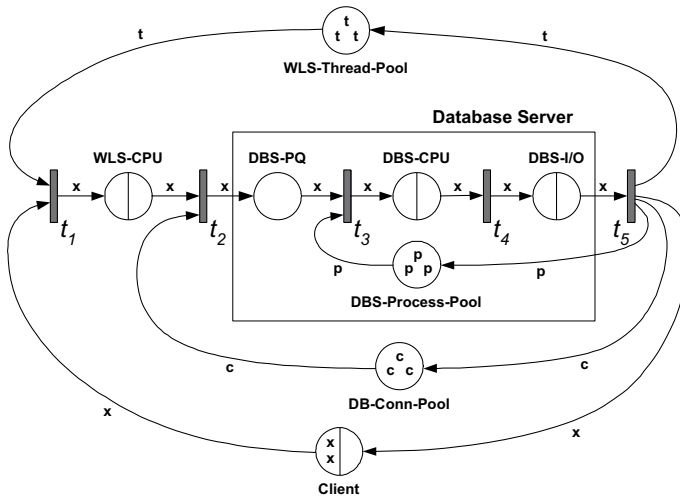 t
t t
t
t
WLS-Thread-Pool
Database Server
WLS-CPU
DBS-PQ
DBS-CPU
DBS-I/O
x
x
x
x
x
x
x
x
t1
t2
t3
t4
t5
p
p p
p
p
DBS-Process-Pool
c
c c
c
c
DB-Conn-Pool
x
x
x
x
Client